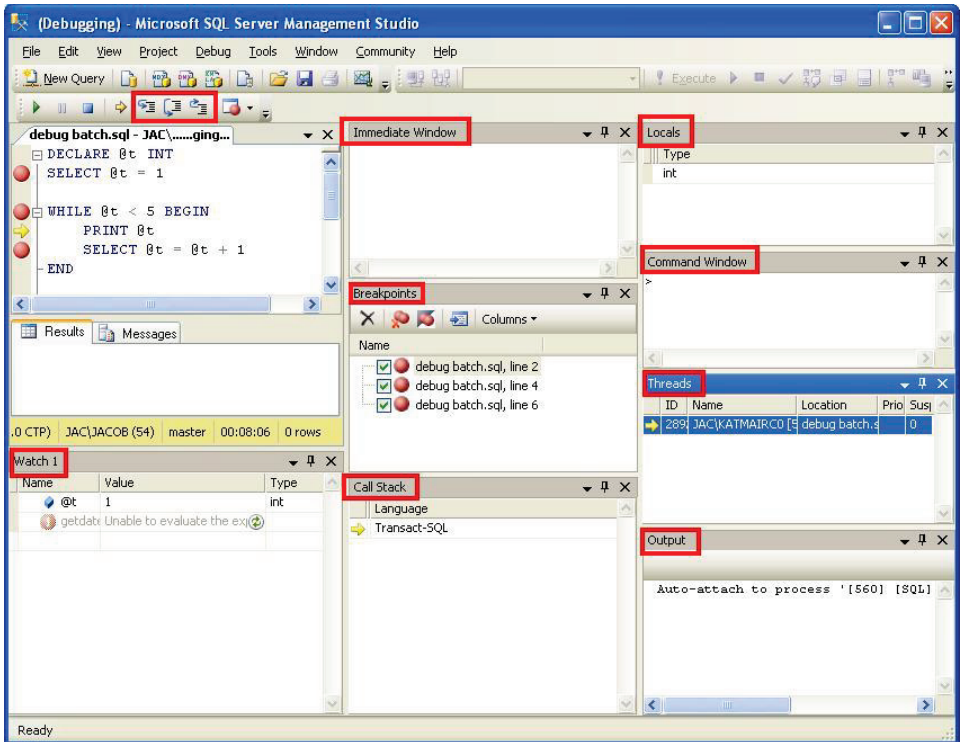 (Debugging) - Microsoft SQL Server Management Studio
File Edit View Project Debug Tools Window Community Help
New Query Execute
debug batch.sql - JAC\......ging...
DECLARE @t INT
SELECT @t = 1
WHILE @t < 5 BEGIN
PRINT @t
SELECT @t = @t + 1
END
Results Messages
.0 CTP) JAC\JACOB (54) master 00:08:06 0 rows
Watch 1
Name Value Type
@t 1 int
getdate Unable to evaluate the exp
Immediate Window
Breakpoints
Columns
Name
debug batch.sql, line 2
debug batch.sql, line 4
debug batch.sql, line 6
Call Stack
Language
Transact-SQL
Locals
Type
int
Command Window
>
Threads
ID Name Location Prio Susp
289 JAC\KATMAIRC0 [5 debug batch.s 0
Output
Auto-attach to process '[560] [SQL]
Ready